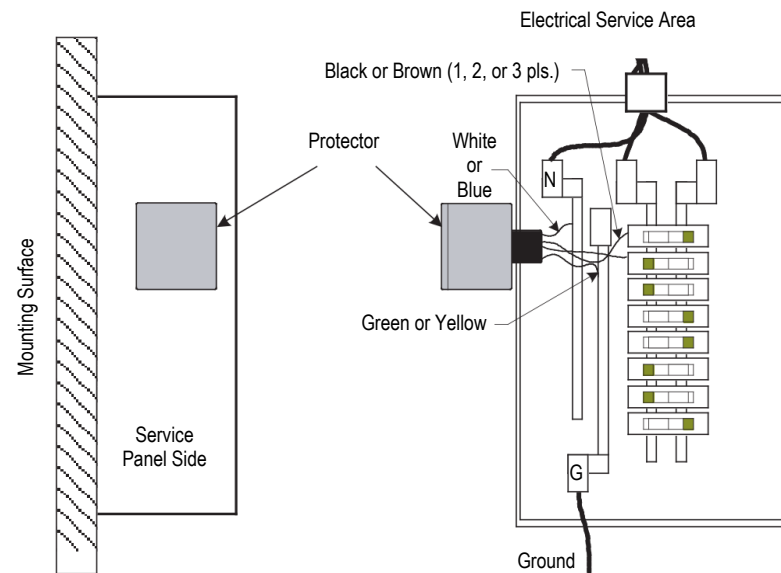 Electrical Service Area
Black or Brown (1, 2, or 3 pls.)
Protector
White
or
Blue
N
Mounting Surface
Green or Yellow
Service
Panel Side
G
Ground